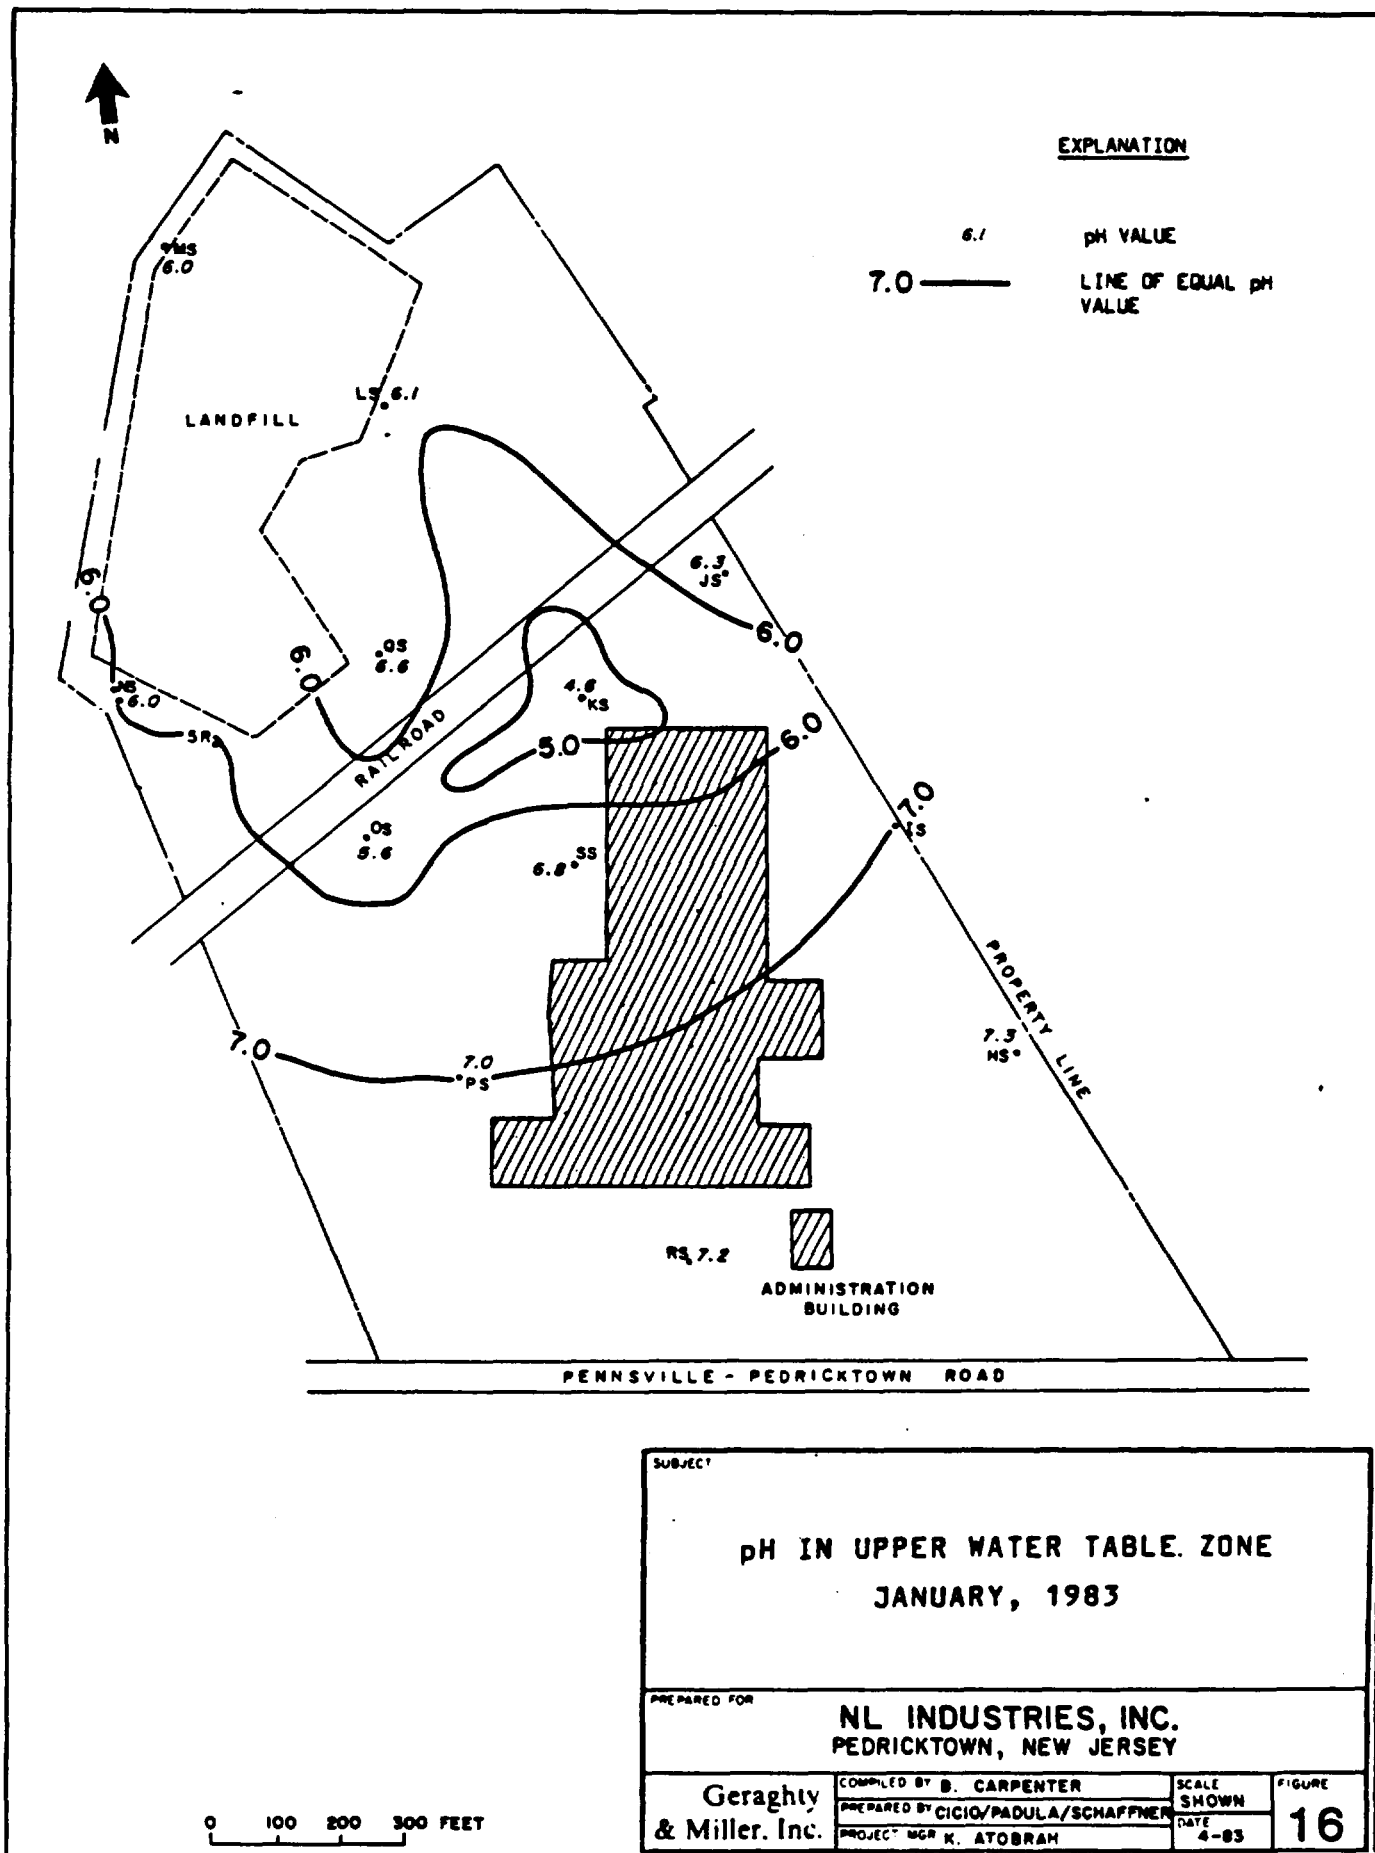 N
EXPLANATION
6.1 pH VALUE
7.0 LINE OF EQUAL pH
VALUE
MS
6.0
LS 6.1
LANDFILL
6.0
6.3
JS
6.0
OS
6.6
6.0
NS
6.0
4.6
KS
SR
RAILROAD
5.0
6.0
7.0
IS
OS
5.6
SS
6.8
PROPERTY LINE
7.0
7.0
PS
7.3
HS
RS 7.2
ADMINISTRATION
BUILDING
PENNSVILLE - PEDRICKTOWN ROAD
SUBJECT
pH IN UPPER WATER TABLE. ZONE
JANUARY, 1983
PREPARED FOR
NL INDUSTRIES, INC.
PEDRICKTOWN, NEW JERSEY
Geraghty
& Miller. Inc.
COMPILED BY B. CARPENTER
PREPARED BY CICIO/PADULA/SCHAFFNER
PROJECT MGR K. ATOBRAH
SCALE
SHOWN
DATE
4-83
FIGURE
16
0 100 200 300 FEET